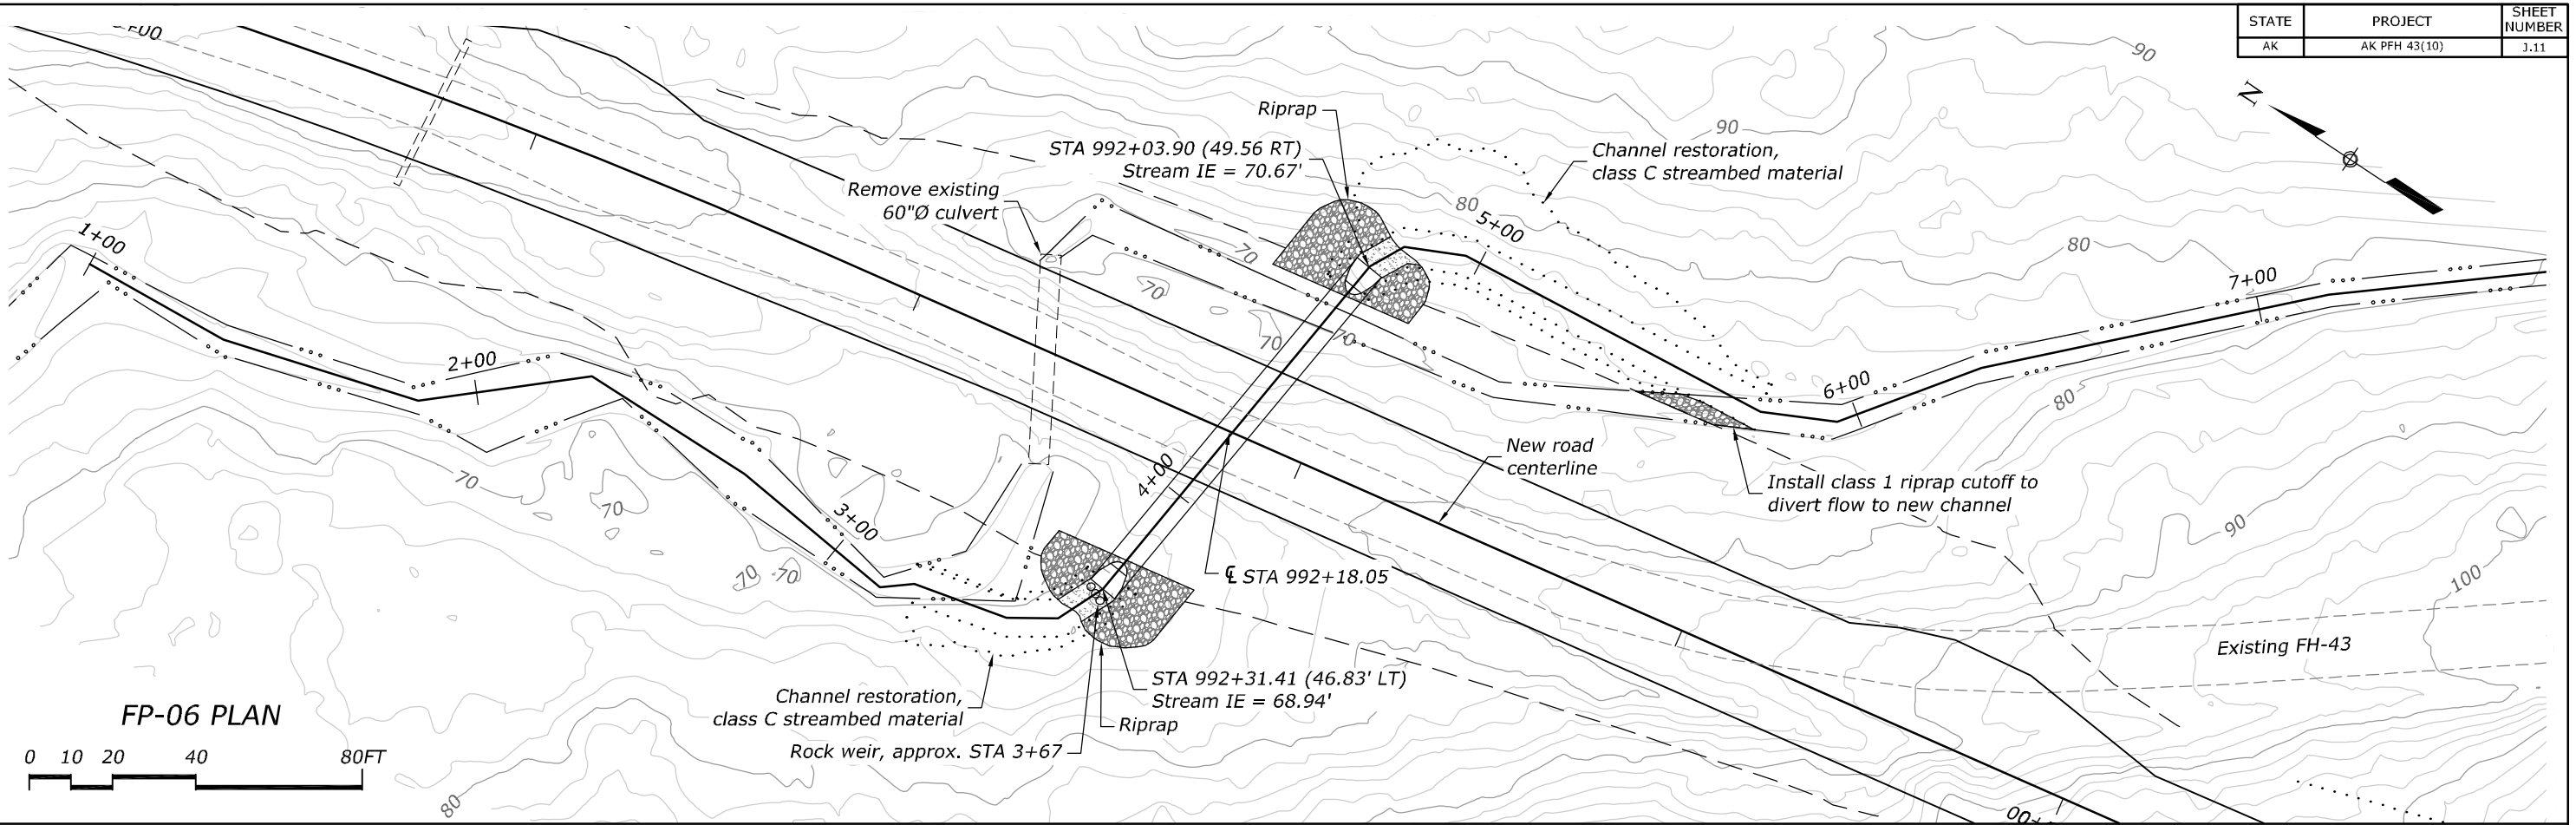 STATE PROJECT SHEET NUMBER
AK AK PFH 43(10) J.11
N
90
Riprap
90
STA 992+03.90 (49.56 RT)
Stream IE = 70.67'
Channel restoration,
class C streambed material
Remove existing
60"Ø culvert
80
5+00
1+00
70
80
7+00
70
70
70
2+00
6+00
80
New road
centerline
70
4+00
Install class 1 riprap cutoff to
divert flow to new channel
70
3+00
90
70
70
℄ STA 992+18.05
100
Existing FH-43
STA 992+31.41 (46.83' LT)
Stream IE = 68.94'
Channel restoration,
class C streambed material
Riprap
Rock weir, approx. STA 3+67
FP-06 PLAN
0 10 20 40 80FT
80